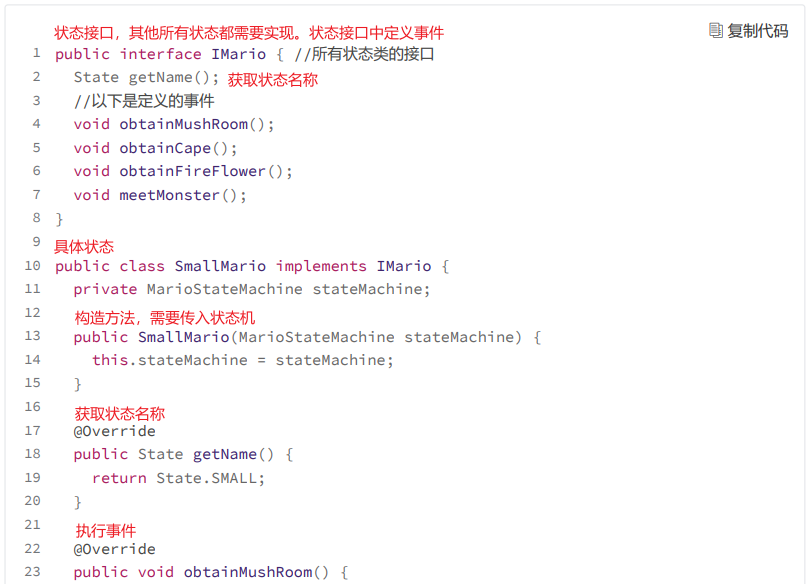 状态接口，其他所有状态都需要实现。状态接口中定义事件
复制代码
1 public interface IMario { //所有状态类的接口
2 State getName(); 获取状态名称
3 //以下是定义的事件
4 void obtainMushRoom();
5 void obtainCape();
6 void obtainFireFlower();
7 void meetMonster();
8 }
9 具体状态
10 public class SmallMario implements IMario {
11 private MarioStateMachine stateMachine;
12 构造方法，需要传入状态机
13 public SmallMario(MarioStateMachine stateMachine) {
14 this.stateMachine = stateMachine;
15 }
16 获取状态名称
17 @Override
18 public State getName() {
19 return State.SMALL;
20 }
21 执行事件
22 @Override
23 public void obtainMushRoom() {